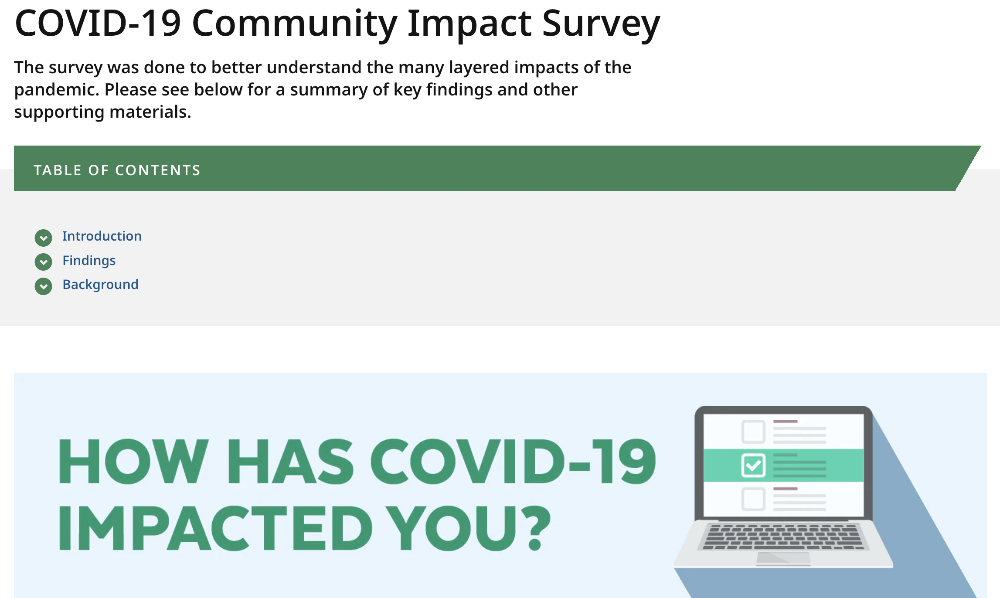 COVID-19 Community Impact Survey
The survey was done to better understand the many layered impacts of the
pandemic. Please see below for a summary of key findings and other
supporting materials.
TABLE OF CONTENTS
Introduction
Findings
Background
HOW HAS COVID-19
IMPACTED YOU?